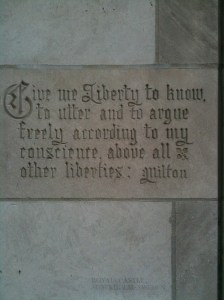 Give me Liberty to know,
to utter and to argue
freely according to my
conscience, above all
other liberties: Milton